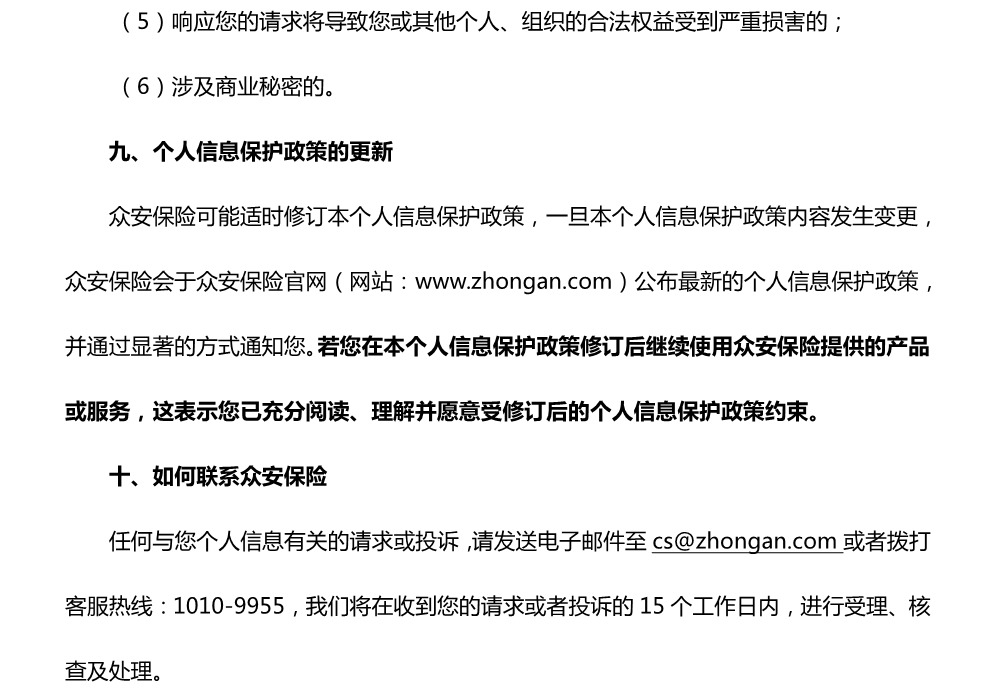 （5）响应您的请求将导致您或其他个人、组织的合法权益受到严重损害的；
（6）涉及商业秘密的。
九、个人信息保护政策的更新
众安保险可能适时修订本个人信息保护政策，一旦本个人信息保护政策内容发生变更，
众安保险会于众安保险官网（网站：www.zhongan.com）公布最新的个人信息保护政策，
并通过显著的方式通知您。若您在本个人信息保护政策修订后继续使用众安保险提供的产品
或服务，这表示您已充分阅读、理解并愿意受修订后的个人信息保护政策约束。
十、如何联系众安保险
任何与您个人信息有关的请求或投诉，请发送电子邮件至 cs@zhongan.com 或者拨打
客服热线：1010-9955，我们将在收到您的请求或者投诉的 15 个工作日内，进行受理、核
查及处理。